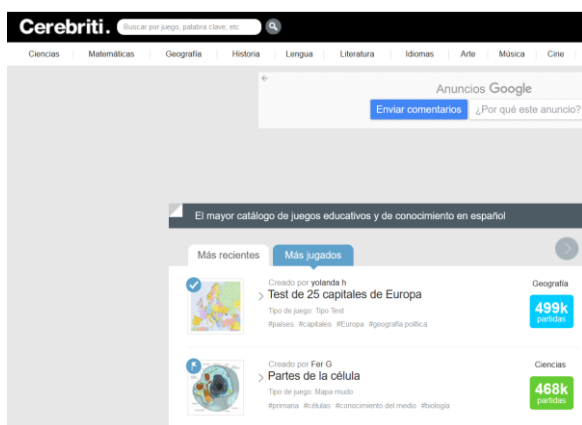 Cerebriti.
Buscar por juego, palabra clave, etc
Ciencias Matemáticas Geografía Historia Lengua Literatura Idiomas Arte Música Cine
Anuncios Google
Enviar comentarios ¿Por qué este anuncio?
El mayor catálogo de juegos educativos y de conocimiento en español
Más recientes Más jugados
Creado por yolanda h
Geografía
Test de 25 capitales de Europa
Tipo de juego: Tipo Test
#países #capitales #Europa #geografía política
499k
partidas
Creado por Fer G
Ciencias
Partes de la célula
Tipo de juego: Mapa mudo
#primaria #células #conocimiento del medio #biología
468k
partidas